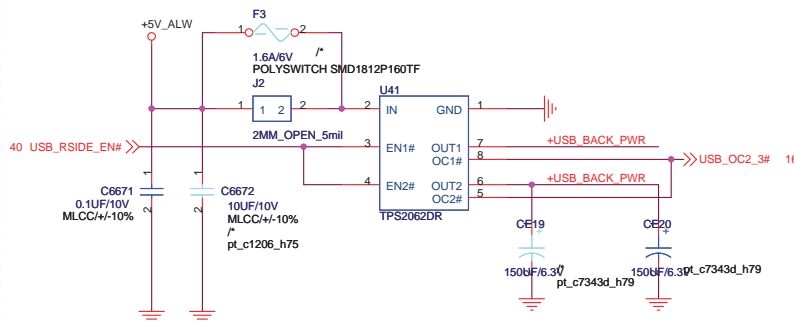 F3
+5V_ALW
1 2
1.6A/6V /*
POLYSWITCH SMD1812P160TF
J2
U41
1 1 2 2 2 IN GND 1
2MM_OPEN_5mil
40 USB_RSIDE_EN# 3 EN1# OUT1 7 +USB_BACK_PWR
OC1# 8 USB_OC2_3# 16
4 EN2# OUT2 6 +USB_BACK_PWR
OC2# 5
TPS2062DR
1 1
C6671 C6672
0.1UF/10V 10UF/10V
MLCC/+/-10% MLCC/+/-10%
2 2
/*
pt_c1206_h75
CE19 CE20
+ +
150UF/6.3V /* 150UF/6.3V pt_c7343d_h79
pt_c7343d_h79